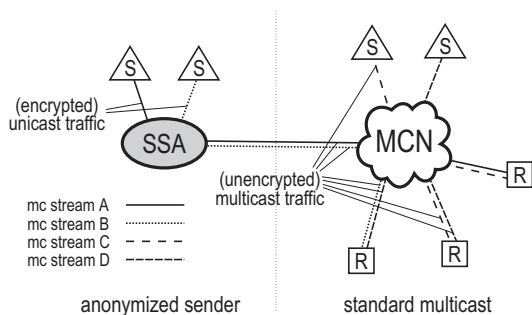 S
S
S
S
(encrypted)
unicast traffic
SSA
MCN
(unencrypted)
multicast traffic
R
R
R
mc stream A
mc stream B
mc stream C
mc stream D
anonymized sender
standard multicast